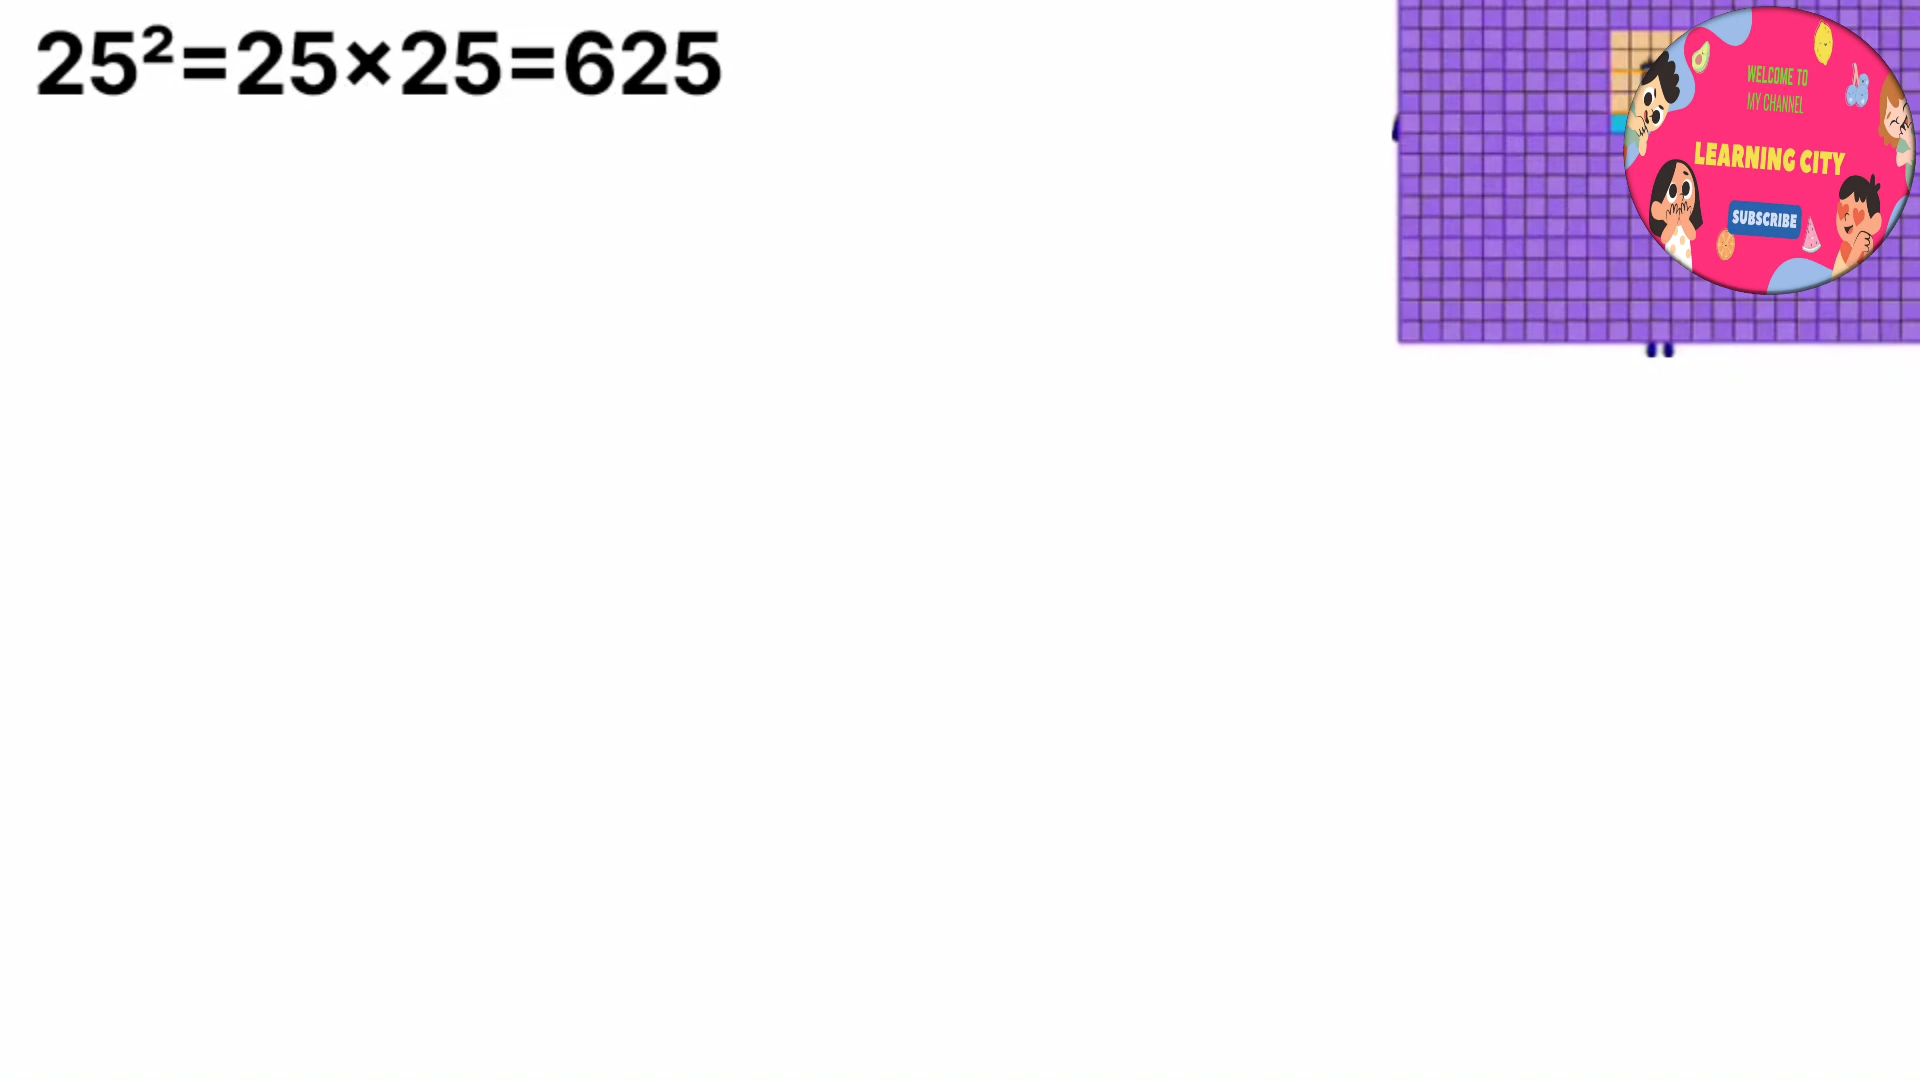 25²=25×25=625
WELCOME TO
MY CHANNEL
LEARNING CITY
SUBSCRIBE